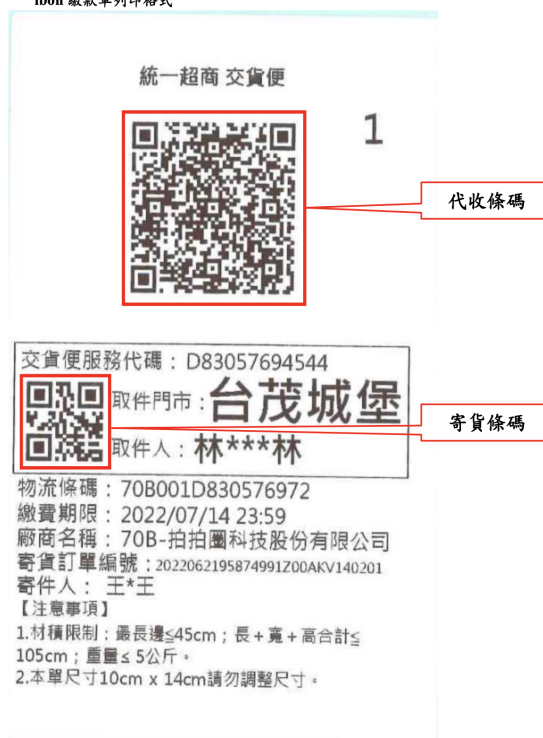 ibon 繳款單列印格式
統一超商 交貨便
1
代收條碼
交貨便服務代碼：D83057694544
取件門市：台茂城堡
寄貨條碼
取件人：林***林
物流條碼：70B001D830576972
繳費期限：2022/07/14 23:59
廠商名稱：70B-拍拍圈科技股份有限公司
寄貨訂單編號：2022062195874991Z00AKV140201
寄件人： 王*王
【注意事項】
1.材積限制：最長邊≦45cm；長+寬+高合計≦
105cm；重量≤ 5公斤。
2.本單尺寸10cm x 14cm請勿調整尺寸。